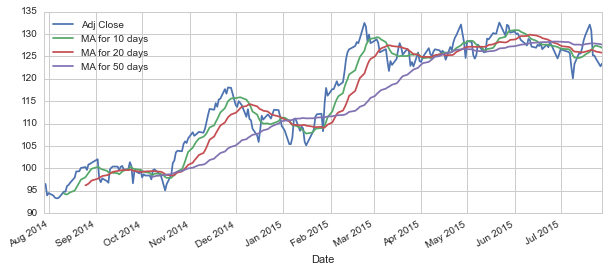 135
130
125
120
115
110
105
100
95
90
Adj Close
MA for 10 days
MA for 20 days
MA for 50 days
Aug 2014
Sep 2014
Oct 2014
Nov 2014
Dec 2014
Jan 2015
Feb 2015
Mar 2015
Apr 2015
May 2015
Jun 2015
Jul 2015
Date